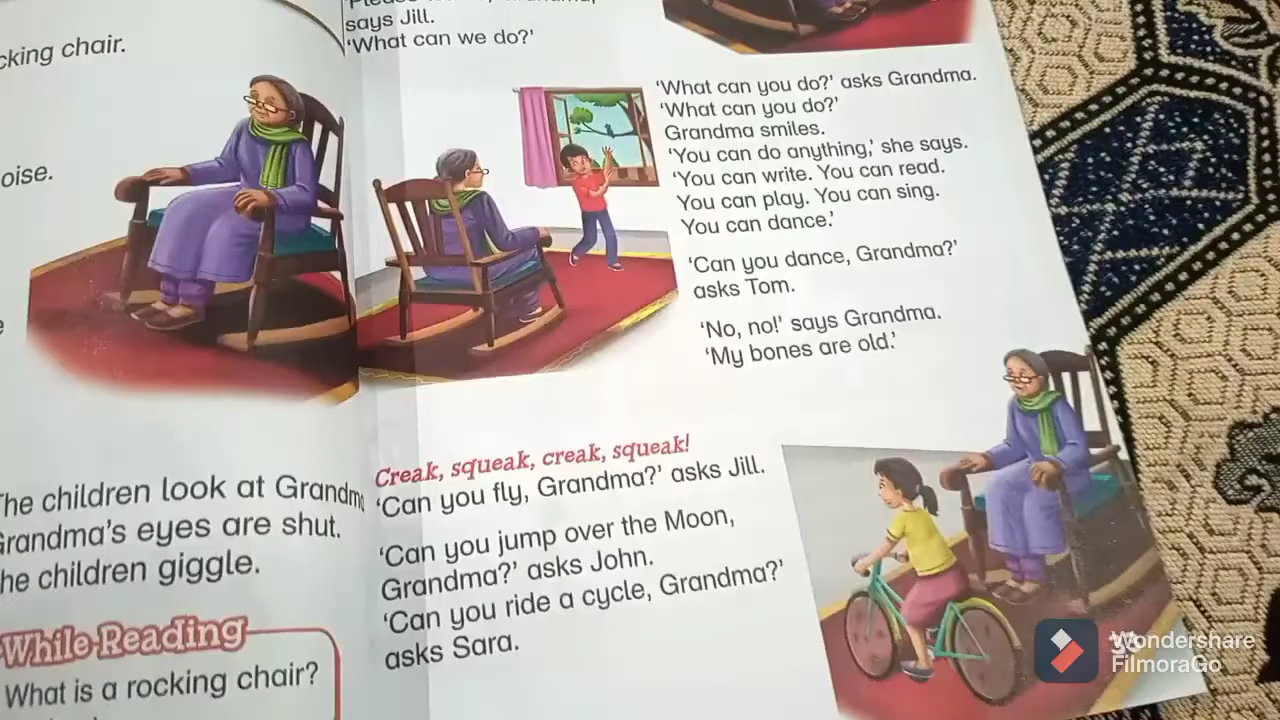 cking chair.
oise.
The children look at Grandm
Grandma's eyes are shut.
he children giggle.
While Reading
What is a rocking chair?
says Jill.
'What can we do?'
'What can you do?' asks Grandma.
'What can you do?'
Grandma smiles.
'You can do anything,' she says.
'You can write. You can read.
You can play. You can sing.
You can dance.'
'Can you dance, Grandma?'
asks Tom.
'No, no!' says Grandma.
'My bones are old.'
Creak, squeak, creak, squeak!
'Can you fly, Grandma?' asks Jill.
'Can you jump over the Moon,
Grandma?' asks John.
'Can you ride a cycle, Grandma?'
asks Sara.
Wondershare
FilmoraGo